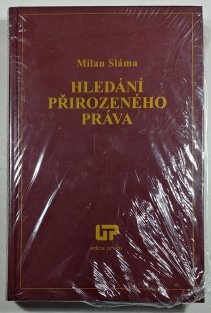 Milan Sláma
HLEDÁNÍ
PŘIROZENÉHO
PRÁVA
edice právo